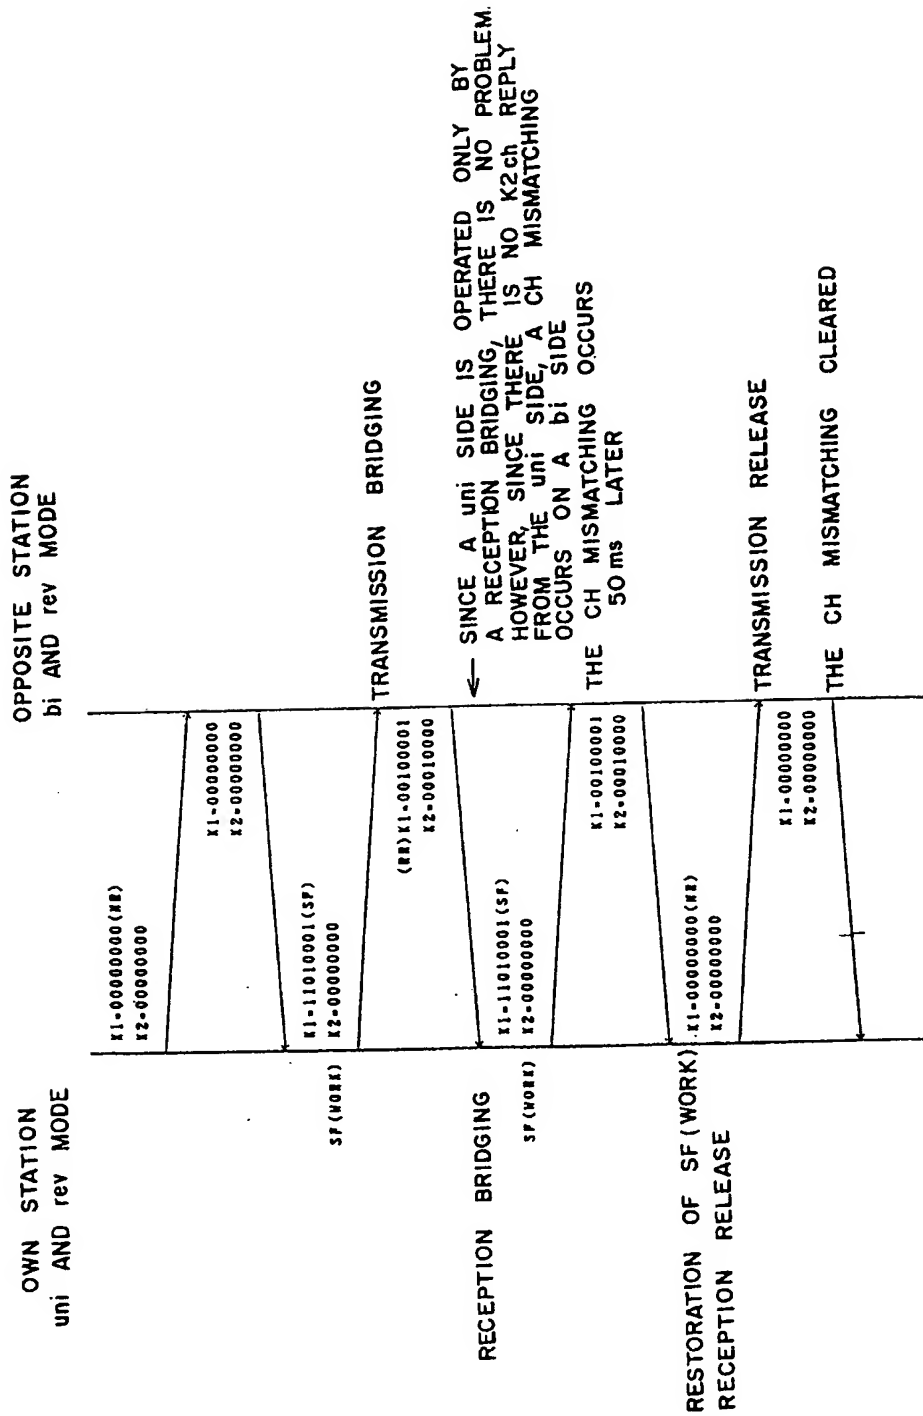 OWN STATION
uni AND rev MODE
OPPOSITE STATION
bi AND rev MODE
K1=00000000(NR)
K2=00000000
K1=00000000
K2=00000000
SF(WORK)
K1=11010001(SF)
K2=00000000
TRANSMISSION BRIDGING
(RR)K1=00100001
K2=00010000
RECEPTION BRIDGING
← SINCE A uni SIDE IS OPERATED ONLY BY
A RECEPTION BRIDGING, THERE IS NO PROBLEM.
HOWEVER, SINCE THERE IS NO K2ch REPLY
FROM THE uni SIDE, A CH MISMATCHING
OCCURS ON A bi SIDE
SF(WORK)
K1=11010001(SF)
K2=00000000
THE CH MISMATCHING OCCURS
50ms LATER
K1=00100001
K2=00010000
RESTORATION OF SF(WORK)
RECEPTION RELEASE
K1=00000000(NR)
K2=00000000
TRANSMISSION RELEASE
K1=00000000
K2=00000000
THE CH MISMATCHING CLEARED